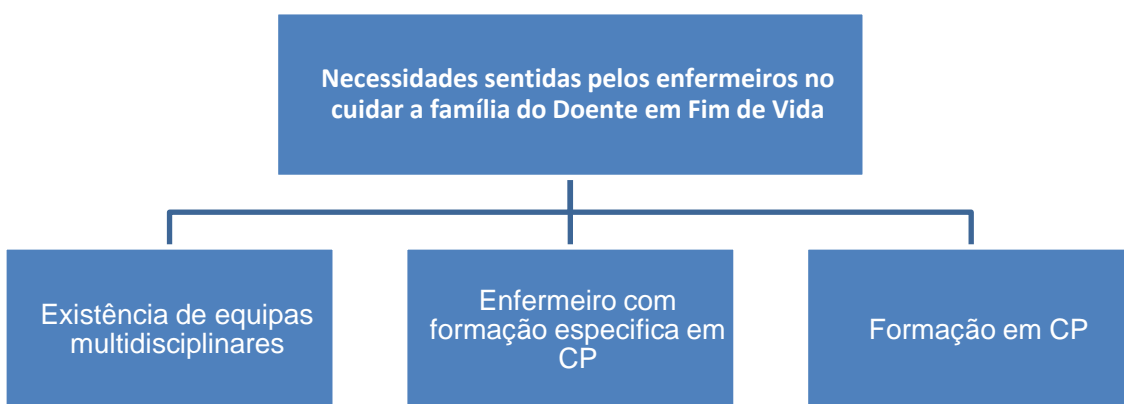 Necessidades sentidas pelos enfermeiros no
cuidar a família do Doente em Fim de Vida
Existência de equipas
multidisciplinares
Enfermeiro com
formação especifica em
CP
Formação em CP